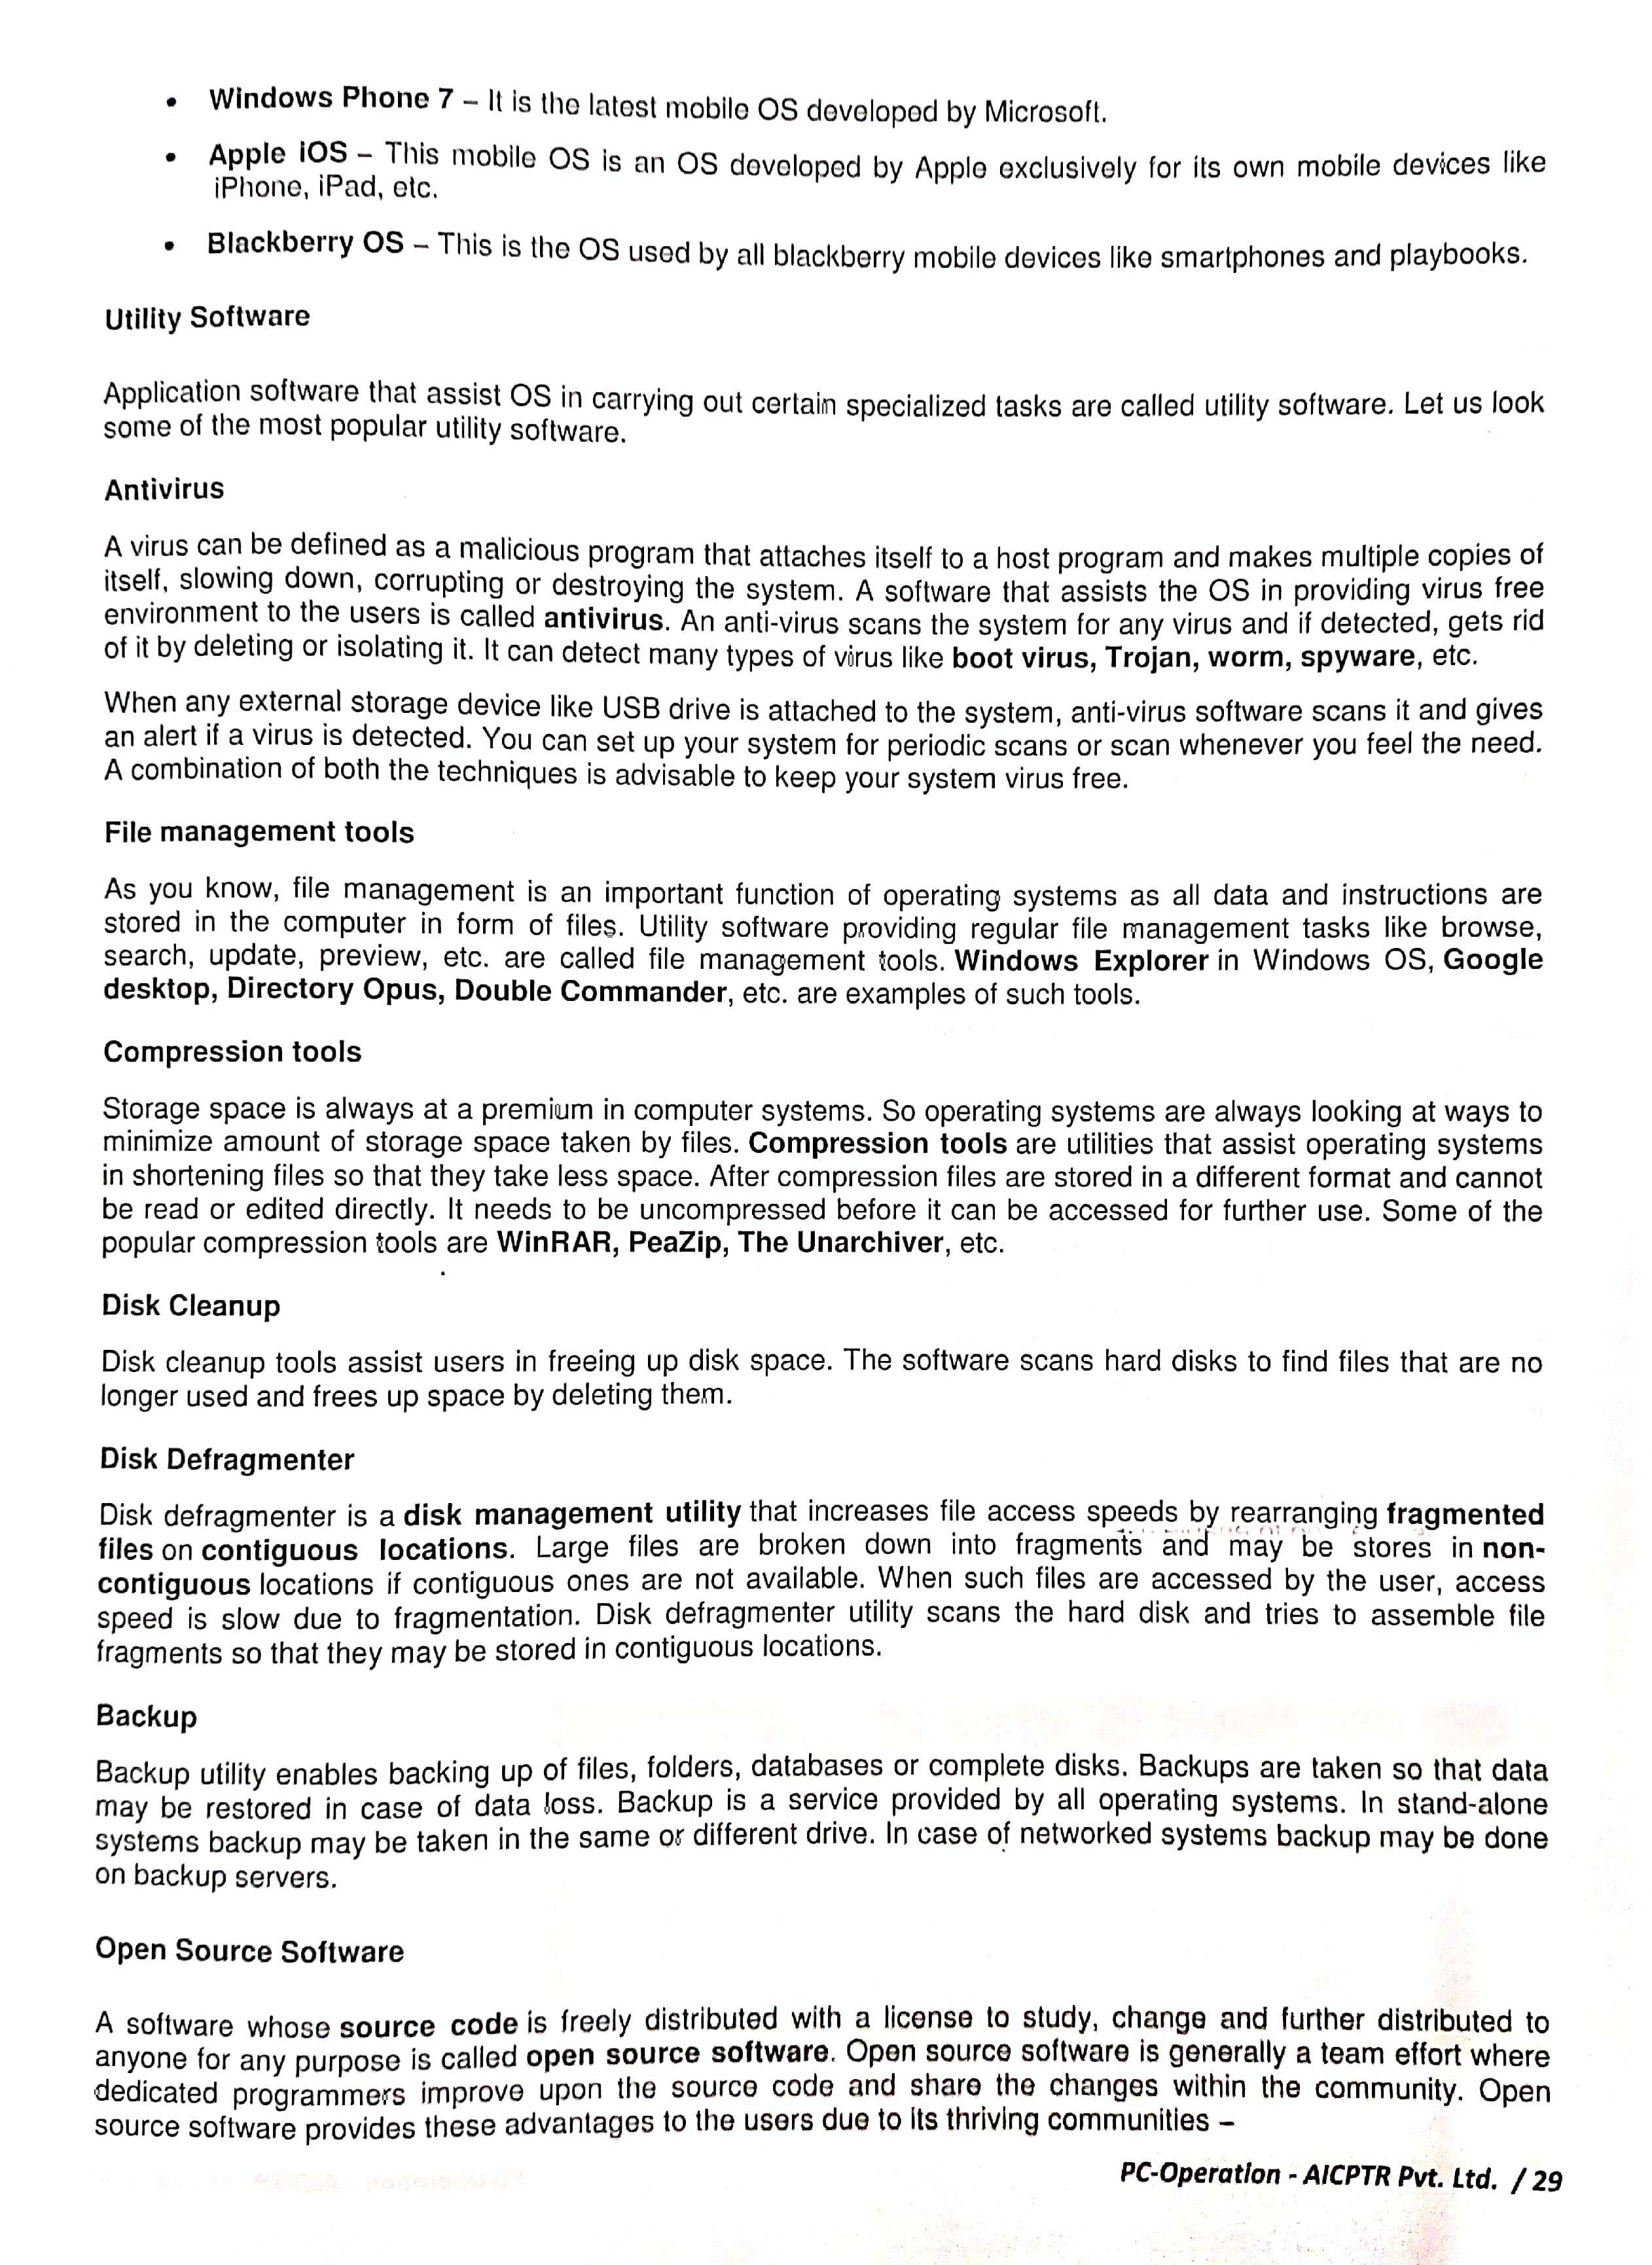 • Windows Phone 7 – It is the latest mobile OS developed by Microsoft.
• Apple iOS – This mobile OS is an OS developed by Apple exclusively for its own mobile devices like
iPhone, iPad, etc.
• Blackberry OS – This is the OS used by all blackberry mobile devices like smartphones and playbooks.
Utility Software
Application software that assist OS in carrying out certain specialized tasks are called utility software. Let us look
some of the most popular utility software.
Antivirus
A virus can be defined as a malicious program that attaches itself to a host program and makes multiple copies of
itself, slowing down, corrupting or destroying the system. A software that assists the OS in providing virus free
environment to the users is called antivirus. An anti-virus scans the system for any virus and if detected, gets rid
of it by deleting or isolating it. It can detect many types of virus like boot virus, Trojan, worm, spyware, etc.
When any external storage device like USB drive is attached to the system, anti-virus software scans it and gives
an alert if a virus is detected. You can set up your system for periodic scans or scan whenever you feel the need.
A combination of both the techniques is advisable to keep your system virus free.
File management tools
As you know, file management is an important function of operating systems as all data and instructions are
stored in the computer in form of files. Utility software providing regular file management tasks like browse,
search, update, preview, etc. are called file management tools. Windows Explorer in Windows OS, Google
desktop, Directory Opus, Double Commander, etc. are examples of such tools.
Compression tools
Storage space is always at a premium in computer systems. So operating systems are always looking at ways to
minimize amount of storage space taken by files. Compression tools are utilities that assist operating systems
in shortening files so that they take less space. After compression files are stored in a different format and cannot
be read or edited directly. It needs to be uncompressed before it can be accessed for further use. Some of the
popular compression tools are WinRAR, PeaZip, The Unarchiver, etc.
Disk Cleanup
Disk cleanup tools assist users in freeing up disk space. The software scans hard disks to find files that are no
longer used and frees up space by deleting them.
Disk Defragmenter
Disk defragmenter is a disk management utility that increases file access speeds by rearranging fragmented
files on contiguous locations. Large files are broken down into fragments and may be stores in non-
contiguous locations if contiguous ones are not available. When such files are accessed by the user, access
speed is slow due to fragmentation. Disk defragmenter utility scans the hard disk and tries to assemble file
fragments so that they may be stored in contiguous locations.
Backup
Backup utility enables backing up of files, folders, databases or complete disks. Backups are taken so that data
may be restored in case of data loss. Backup is a service provided by all operating systems. In stand-alone
systems backup may be taken in the same or different drive. In case of networked systems backup may be done
on backup servers.
Open Source Software
A software whose source code is freely distributed with a license to study, change and further distributed to
anyone for any purpose is called open source software. Open source software is generally a team effort where
dedicated programmers improve upon the source code and share the changes within the community. Open
source software provides these advantages to the users due to its thriving communities –
PC-Operation - AICPTR Pvt. Ltd. / 29